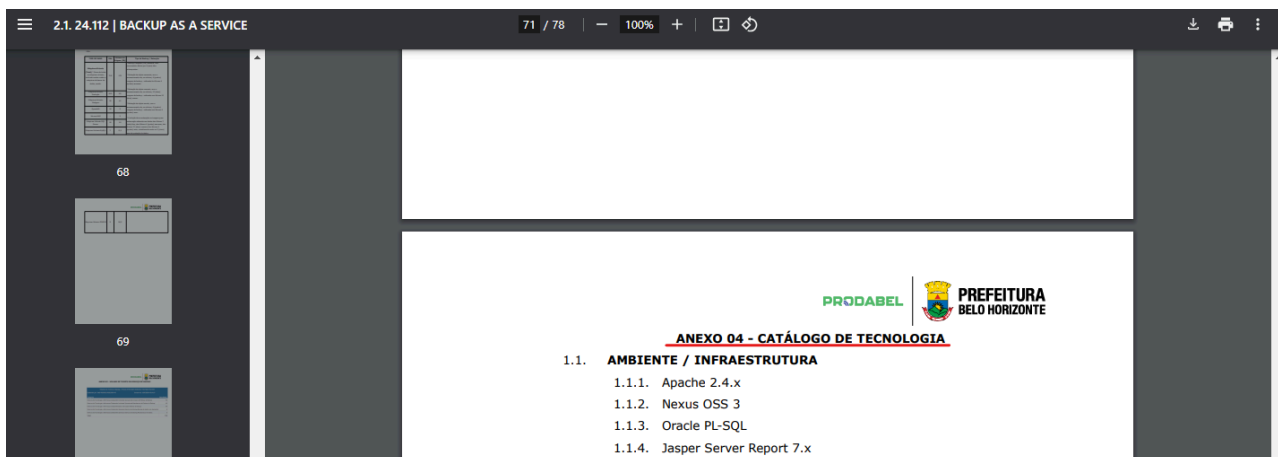 2.1. 24.112 | BACKUP AS A SERVICE
71 / 78
100%
68
69
PRODABEL
PREFEITURA
BELO HORIZONTE
ANEXO 04 - CATÁLOGO DE TECNOLOGIA
1.1. AMBIENTE / INFRAESTRUTURA
1.1.1. Apache 2.4.x
1.1.2. Nexus OSS 3
1.1.3. Oracle PL-SQL
1.1.4. Jasper Server Report 7.x